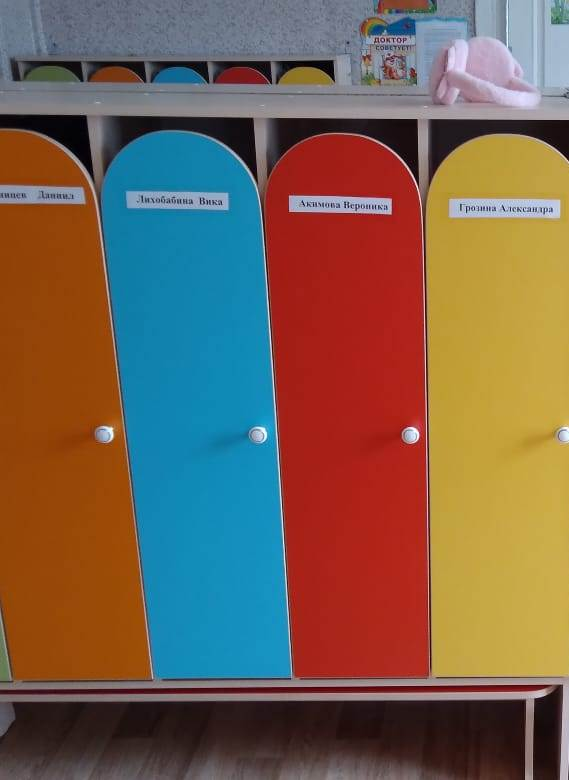 ДОКТОР
СОВЕТУЕТ
Даниил
Лихобабина Вика
Акимова Вероника
Грозина Александра